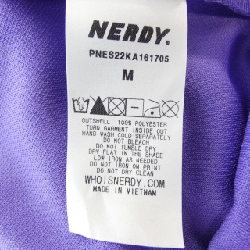 NERDY.
PNES22KA161705
M
OUTSHELL 100% POLYESTER
TURN GARMENT INSIDE OUT
HAND WASH COLD SEPARATELY
DO NOT BLEACH
DO NOT TUMBLE DRY
DRY FLAT IN THE SHADE
LOW IRON AS NEEDED
DO NOT IRON ON PRINT
DO NOT DRY CLEAN
WHOISNERDY.COM
MADE IN VIETNAM